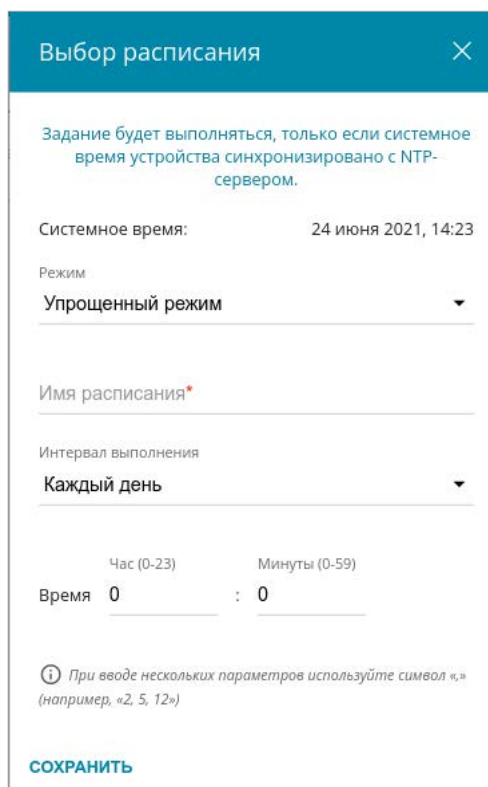 Выбор расписания
Задание будет выполняться, только если системное
время устройства синхронизировано с NTP-
сервером.
Системное время: 24 июня 2021, 14:23
Режим
Упрощенный режим
Имя расписания*
Интервал выполнения
Каждый день
Час (0-23) Минуты (0-59)
Время 0 : 0
При вводе нескольких параметров используйте символ «,»
(например, «2, 5, 12»)
СОХРАНИТЬ